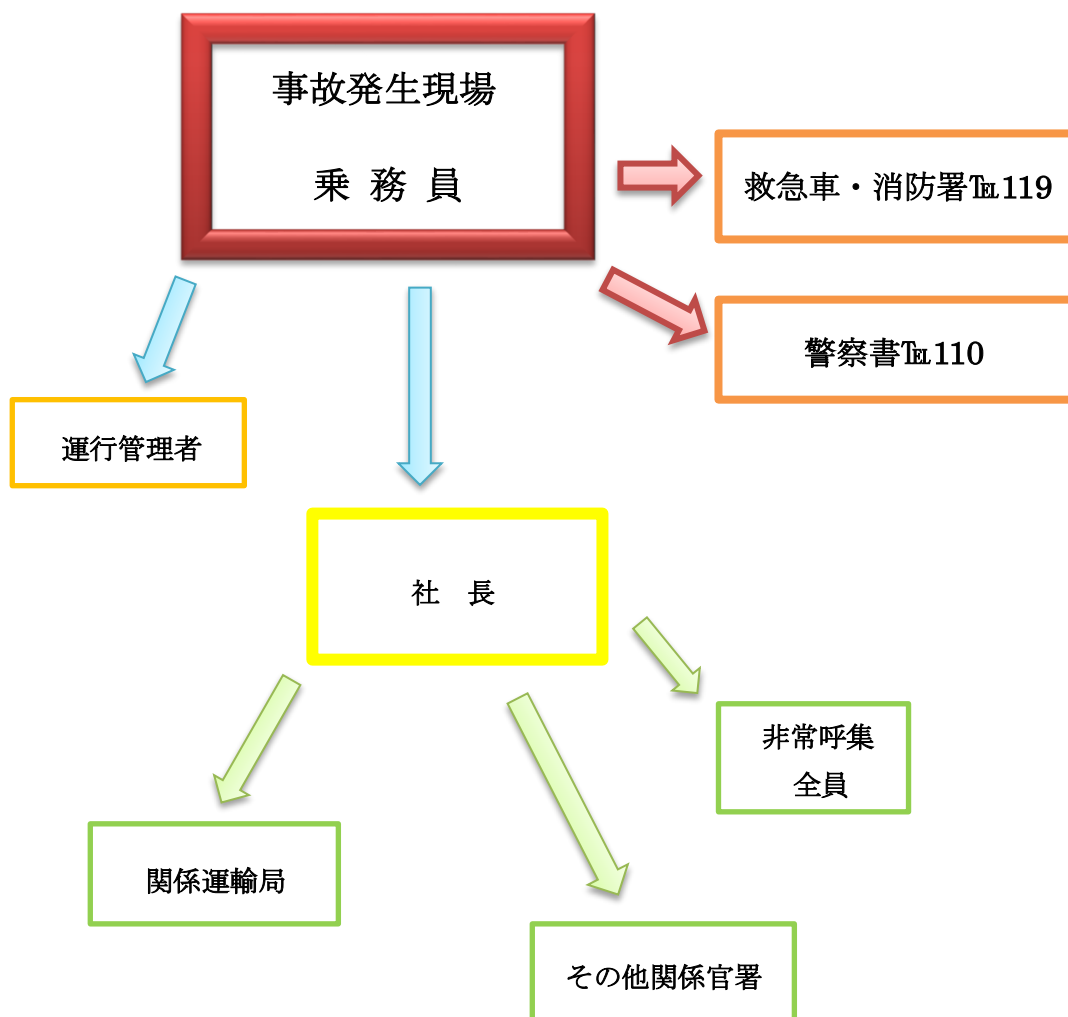 事故発生現場
乗 務 員
救急車・消防署℡119
警察書℡110
運行管理者
社 長
非常呼集
全員
関係運輸局
その他関係官署